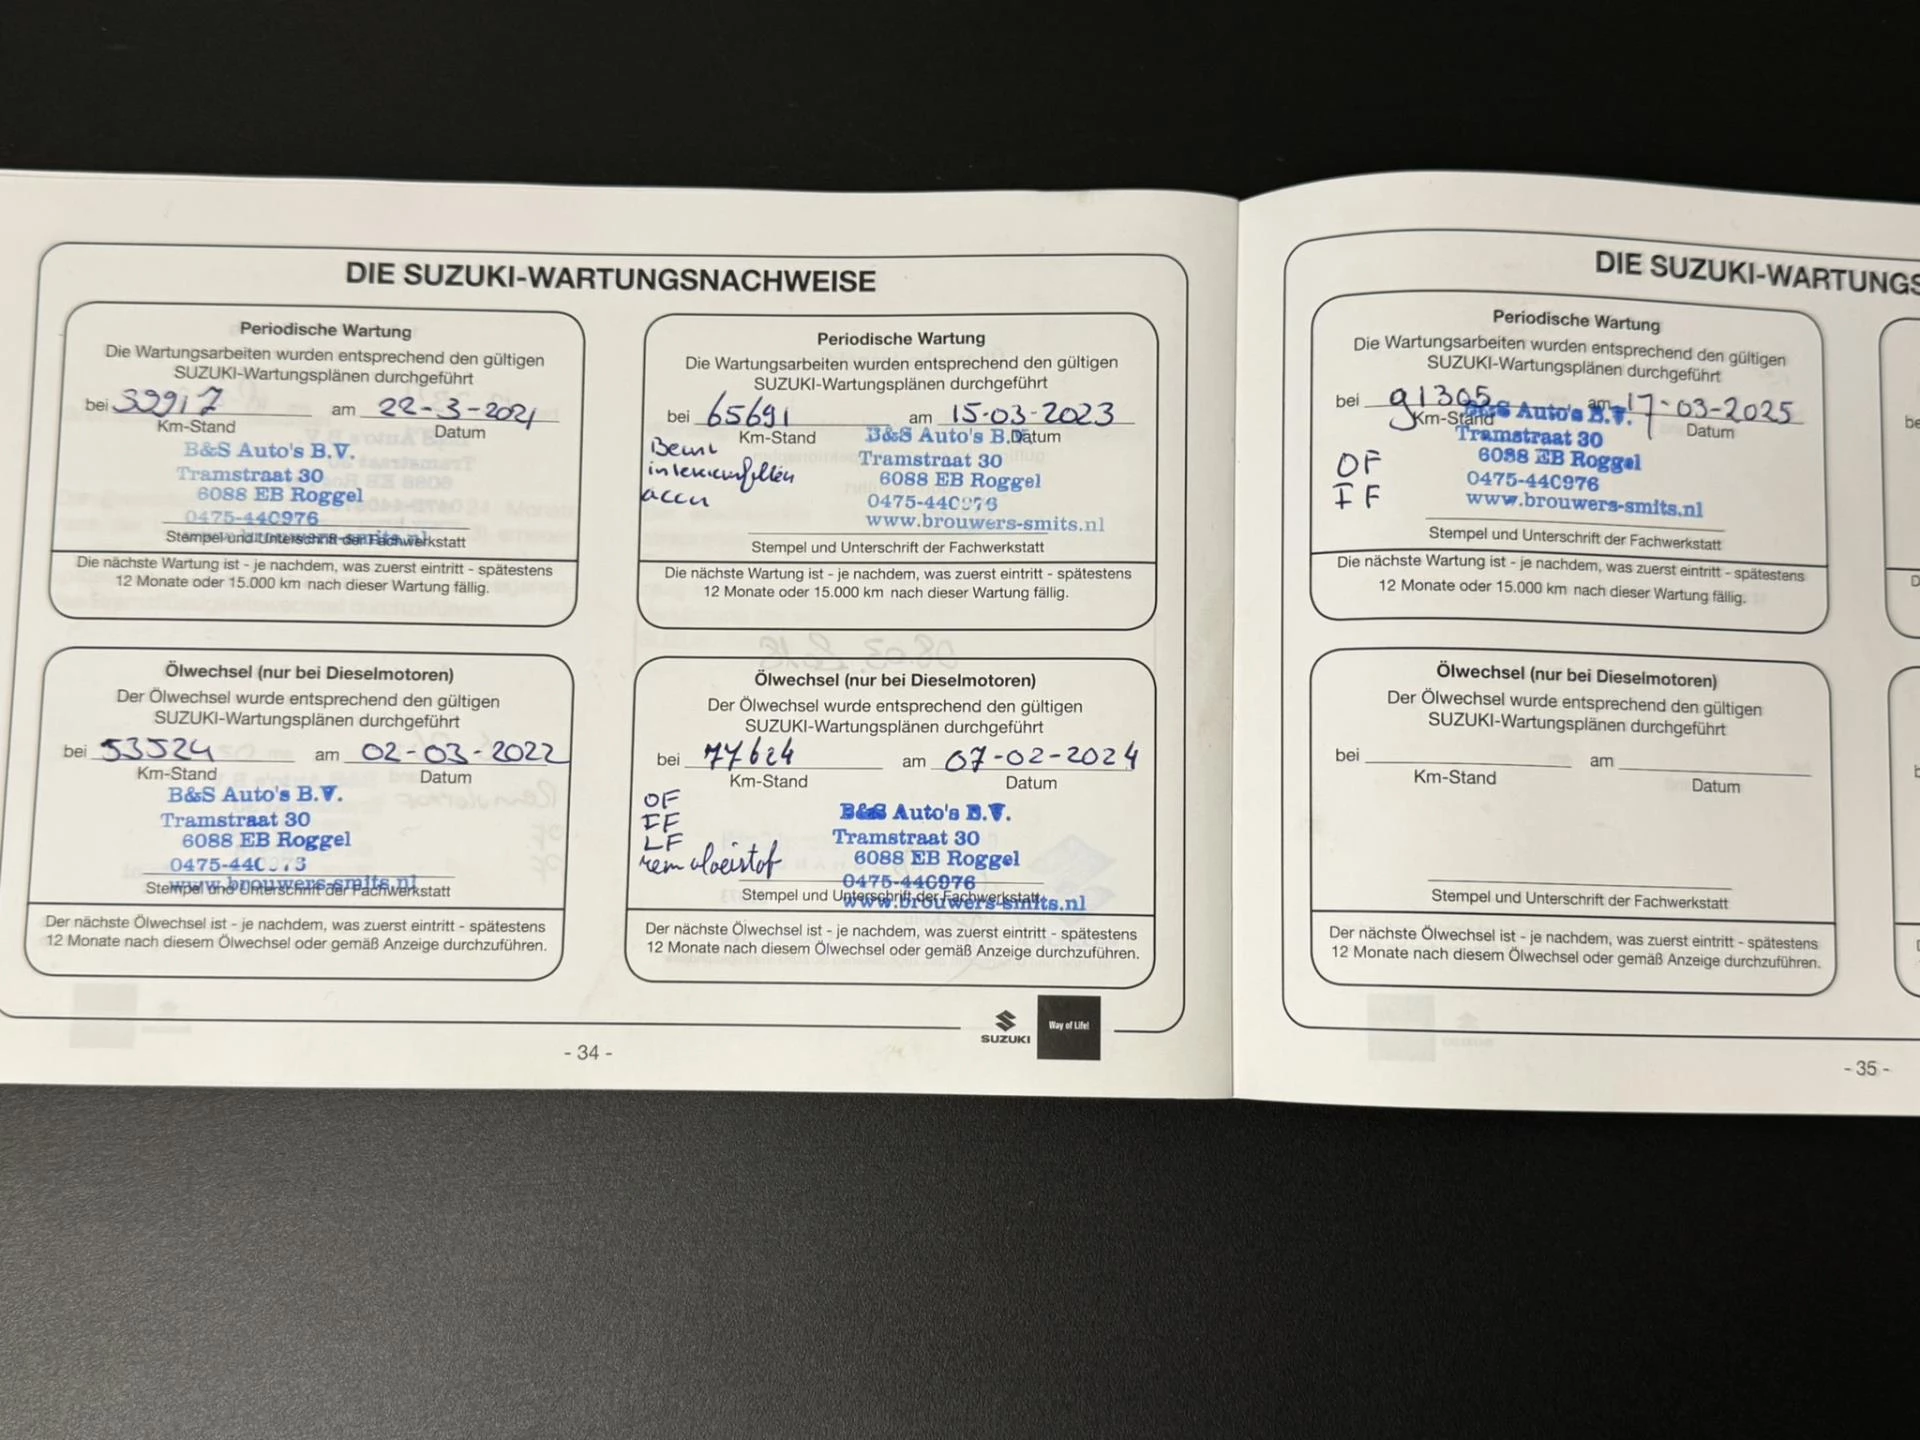 DIE SUZUKI-WARTUNGSNACHWEISE
Periodische Wartung
Die Wartungsarbeiten wurden entsprechend den gültigen
SUZUKI-Wartungsplänen durchgeführt
bei 39917 am 22-3-2021
Km-Stand Datum
B&S Auto's B.V.
Tramstraat 30
6088 EB Roggel
0475-440976
Stempel und Unterschrift der Fachwerkstatt
Die nächste Wartung ist - je nachdem, was zuerst eintritt - spätestens
12 Monate oder 15.000 km nach dieser Wartung fällig.
Periodische Wartung
Die Wartungsarbeiten wurden entsprechend den gültigen
SUZUKI-Wartungsplänen durchgeführt
bei 65691 am 15-03-2023
Km-Stand Datum
B&S Auto's B.V.
Tramstraat 30
6088 EB Roggel
0475-440976
www.brouwers-smits.nl
accu
Stempel und Unterschrift der Fachwerkstatt
Die nächste Wartung ist - je nachdem, was zuerst eintritt - spätestens
12 Monate oder 15.000 km nach dieser Wartung fällig.
Ölwechsel (nur bei Dieselmotoren)
Der Ölwechsel wurde entsprechend den gültigen
SUZUKI-Wartungsplänen durchgeführt
bei 53524 am 02-03-2022
Km-Stand Datum
B&S Auto's B.V.
Tramstraat 30
6088 EB Roggel
www.brouwers-smits.nl
Stempel und Unterschrift der Fachwerkstatt
Der nächste Ölwechsel ist - je nachdem, was zuerst eintritt - spätestens
12 Monate nach diesem Ölwechsel oder gemäß Anzeige durchzuführen.
Ölwechsel (nur bei Dieselmotoren)
Der Ölwechsel wurde entsprechend den gültigen
SUZUKI-Wartungsplänen durchgeführt
bei 77624 am 07-02-2024
Km-Stand Datum
OF
IF
LF
remvloeistof
B&S Auto's B.V.
Tramstraat 30
6088 EB Roggel
0475-440976
www.brouwers-smits.nl
Stempel und Unterschrift der Fachwerkstatt
Der nächste Ölwechsel ist - je nachdem, was zuerst eintritt - spätestens
12 Monate nach diesem Ölwechsel oder gemäß Anzeige durchzuführen.
SUZUKI
Way of Life!
- 34 -
DIE SUZUKI-WARTUNGS
Periodische Wartung
Die Wartungsarbeiten wurden entsprechend den gültigen
SUZUKI-Wartungsplänen durchgeführt
bei 91305 am 17-03-2025
Km-Stand Datum
OF
IF
B&S Auto's B.V.
Tramstraat 30
6088 EB Roggel
0475-440976
www.brouwers-smits.nl
Stempel und Unterschrift der Fachwerkstatt
Die nächste Wartung ist - je nachdem, was zuerst eintritt - spätestens
12 Monate oder 15.000 km nach dieser Wartung fällig.
Ölwechsel (nur bei Dieselmotoren)
Der Ölwechsel wurde entsprechend den gültigen
SUZUKI-Wartungsplänen durchgeführt
bei am
Km-Stand Datum
Stempel und Unterschrift der Fachwerkstatt
Der nächste Ölwechsel ist - je nachdem, was zuerst eintritt - spätestens
12 Monate nach diesem Ölwechsel oder gemäß Anzeige durchzuführen.
- 35 -